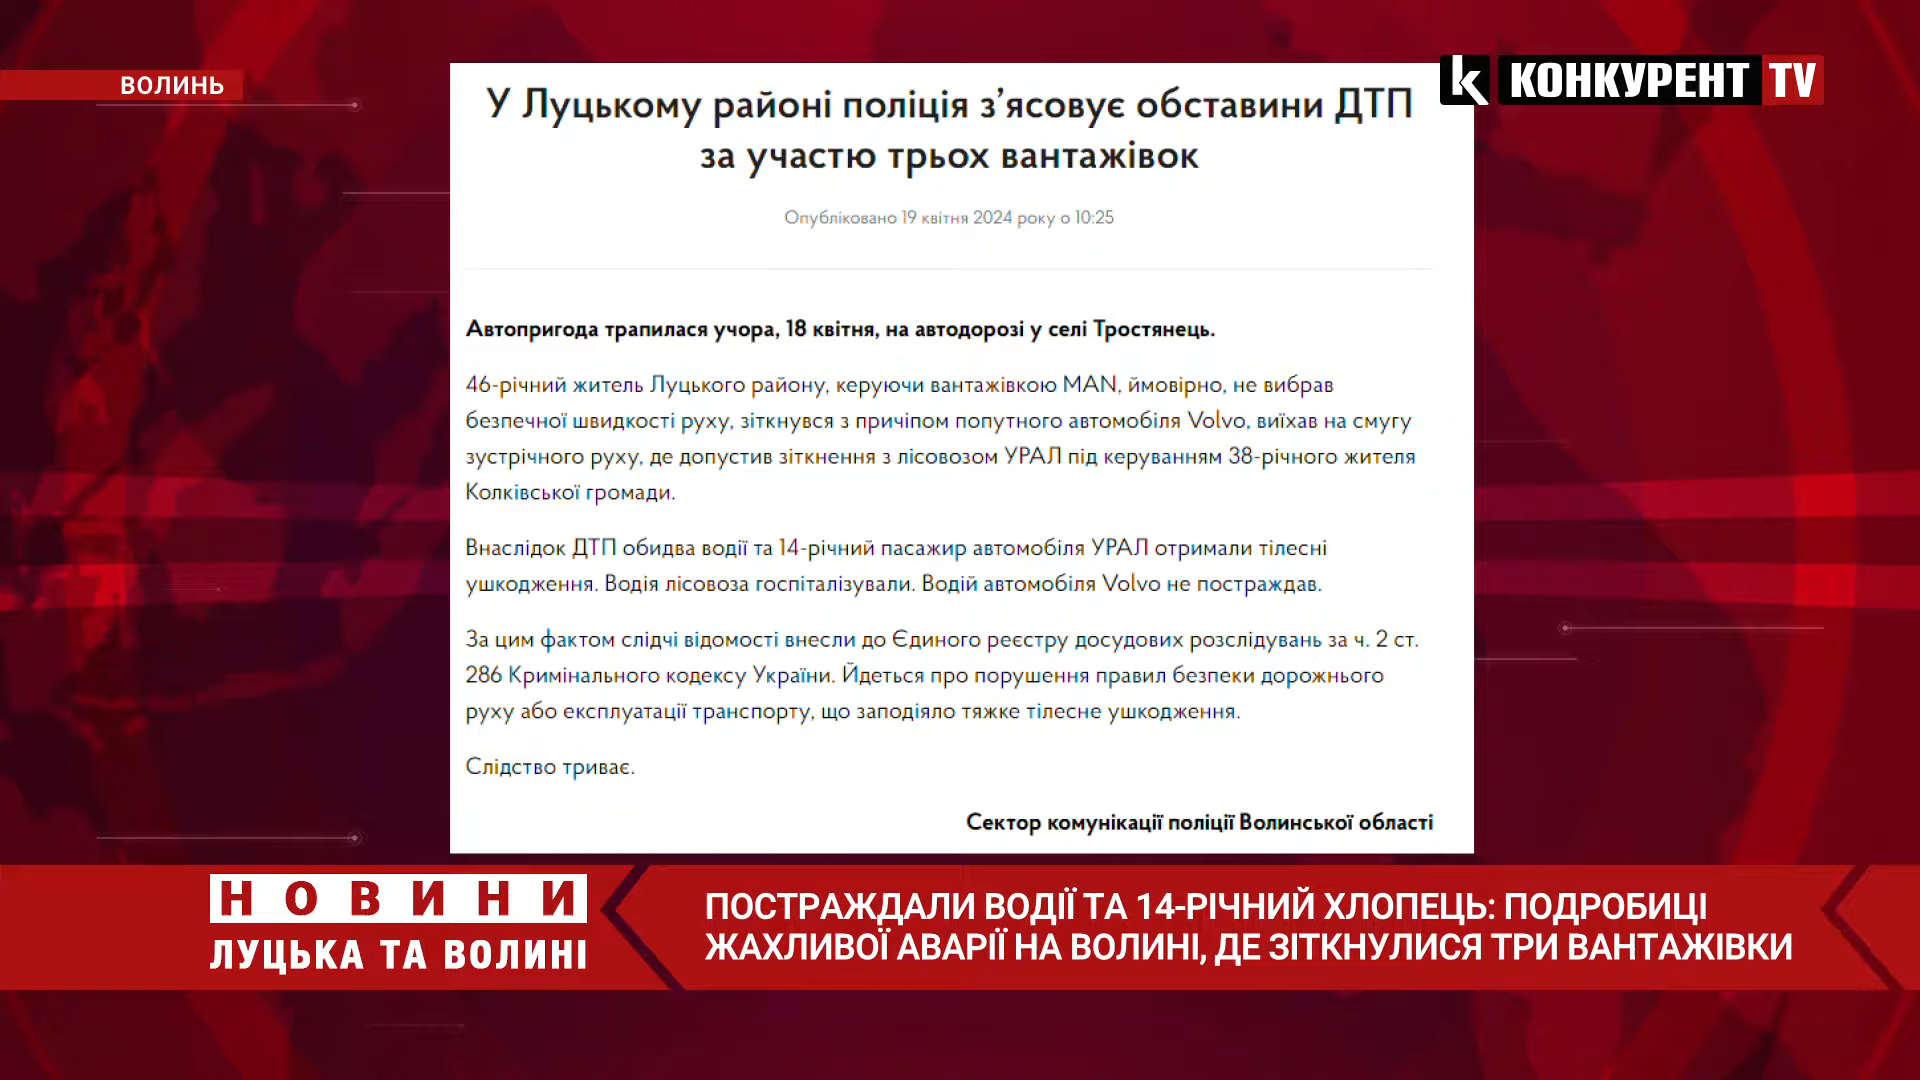 ВОЛИНЬ
КОНКУРЕНТ TV
У Луцькому районі поліція з’ясовує обставини ДТП
за участю трьох вантажівок
Опубліковано 19 квітня 2024 року о 10:25
Автопригода трапилася учора, 18 квітня, на автодорозі у селі Тростянець.
46-річний житель Луцького району, керуючи вантажівкою MAN, ймовірно, не вибрав
безпечної швидкості руху, зіткнувся з причіпом попутного автомобіля Volvo, виїхав на смугу
зустрічного руху, де допустив зіткнення з лісовозом УРАЛ під керуванням 38-річного жителя
Колківської громади.
Внаслідок ДТП обидва водії та 14-річний пасажир автомобіля УРАЛ отримали тілесні
ушкодження. Водія лісовоза госпіталізували. Водій автомобіля Volvo не постраждав.
За цим фактом слідчі відомості внесли до Єдиного реєстру досудових розслідувань за ч. 2 ст.
286 Кримінального кодексу України. Йдеться про порушення правил безпеки дорожнього
руху або експлуатації транспорту, що заподіяло тяжке тілесне ушкодження.
Слідство триває.
Сектор комунікації поліції Волинської області
НОВИНИ
ЛУЦЬКА ТА ВОЛИНІ
ПОСТРАЖДАЛИ ВОДІЇ ТА 14-РІЧНИЙ ХЛОПЕЦЬ: ПОДРОБИЦІ
ЖАХЛИВОЇ АВАРІЇ НА ВОЛИНІ, ДЕ ЗІТКНУЛИСЯ ТРИ ВАНТАЖІВКИ